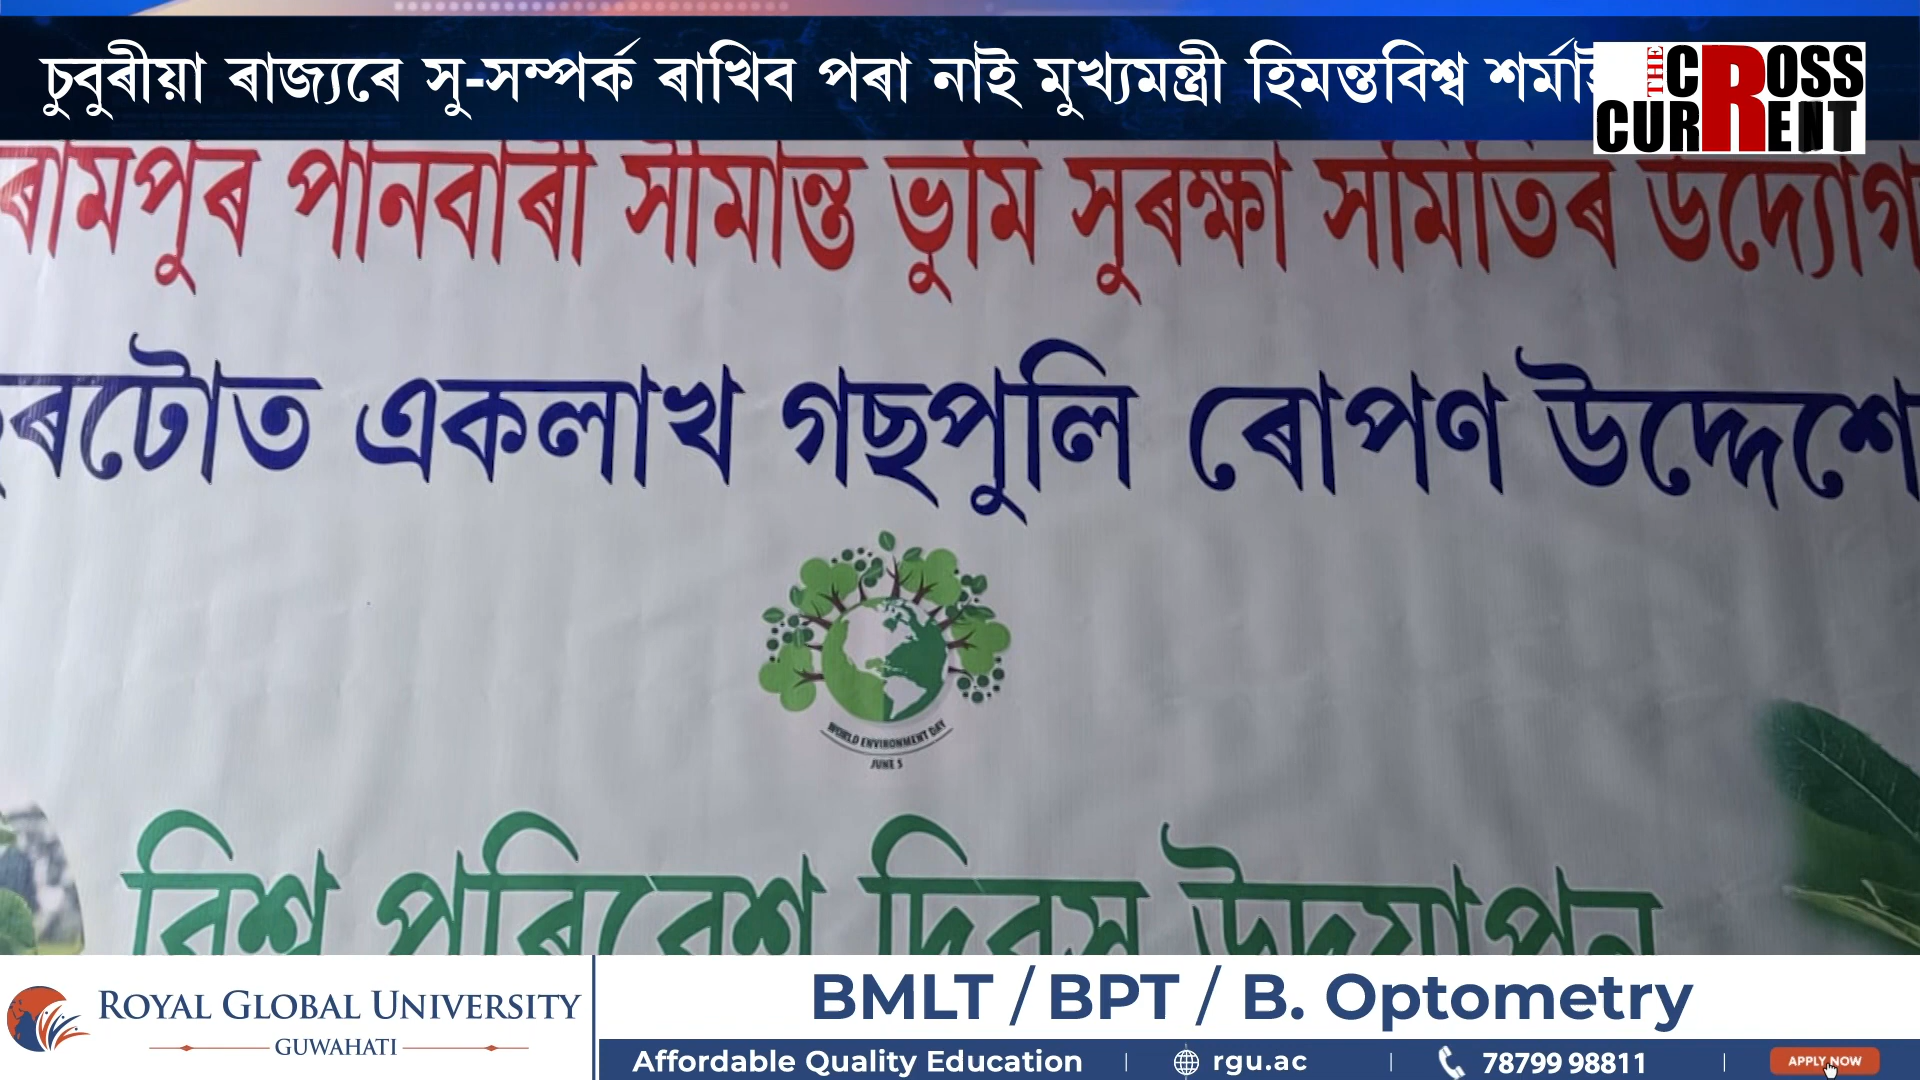 চুবুৰীয়া ৰাজ্যৰে সু-সম্পৰ্ক ৰাখিব পৰা নাই মুখ্যমন্ত্ৰী হিমন্তবিশ্ব শৰ্মাই
THE CROSS CURRENT
ৰামপুৰ পানবাৰী সীমান্ত ভূমি সুৰক্ষা সমিতিৰ উদ্যোগ
একলাখ গছপুলি ৰোপণ উদ্দেশ্যে
WORLD ENVIRONMENT DAY
JUNE 5
বিশ্ব পৰিবেশ দিৱস উদযাপন
ROYAL GLOBAL UNIVERSITY
GUWAHATI
BMLT / BPT / B. Optometry
Affordable Quality Education | rgu.ac | 78799 98811 | APPLY NOW